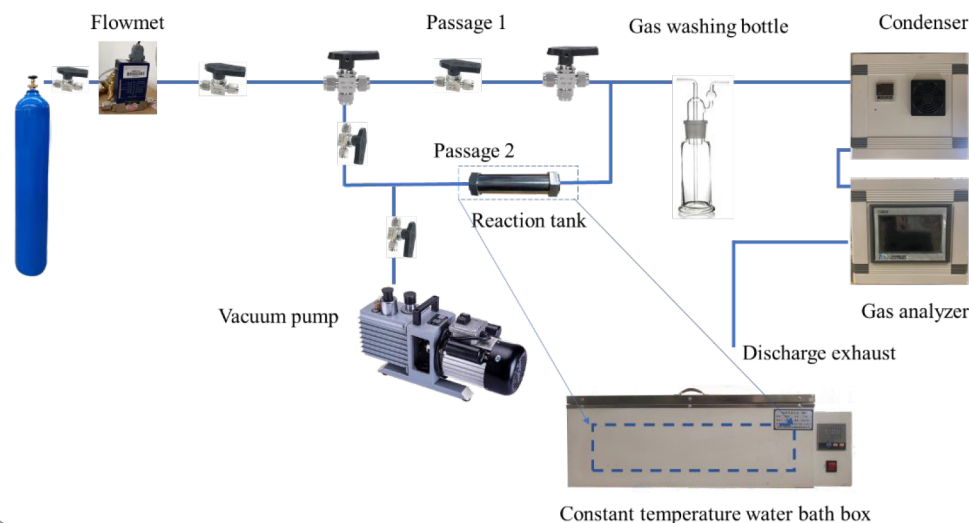 Flowmet
Passage 1
Gas washing bottle
Condenser
Passage 2
Reaction tank
Vacuum pump
Gas analyzer
Discharge exhaust
Constant temperature water bath box